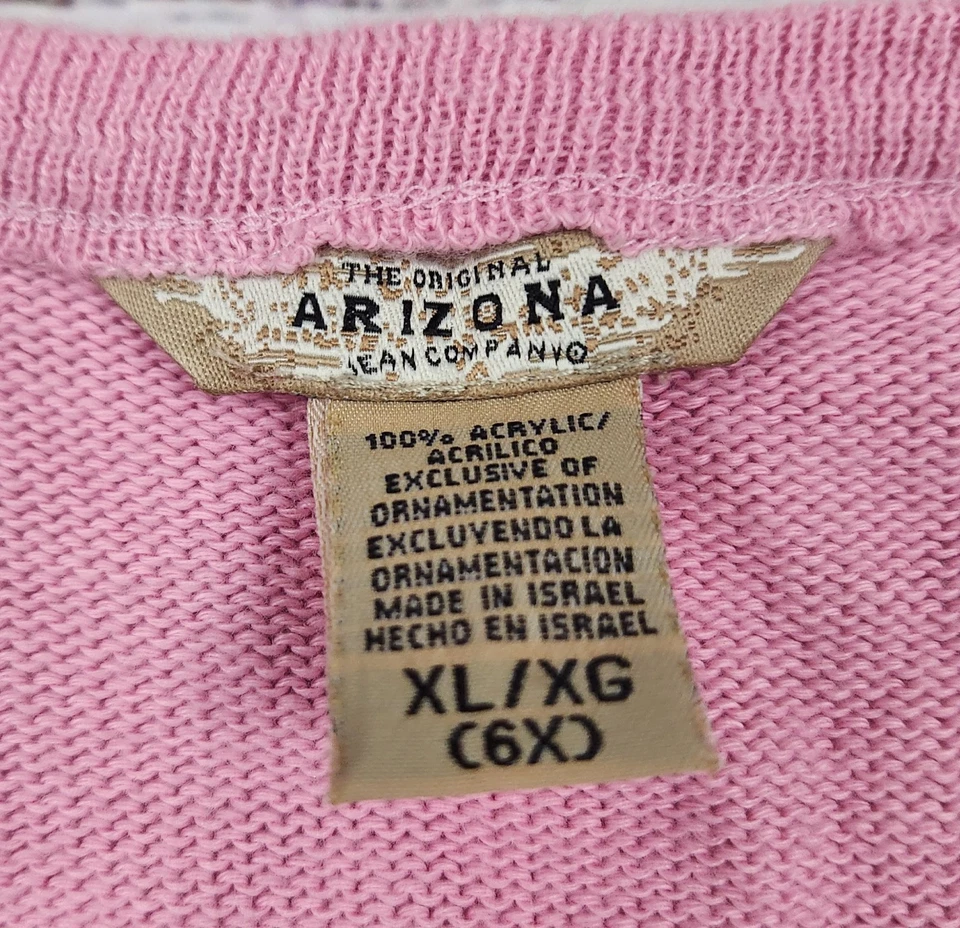 THE ORIGINAL
ARIZONA
JEAN COMPANY®
100% ACRYLIC/
ACRILICO
EXCLUSIVE OF
ORNAMENTATION
EXCLUYENDO LA
ORNAMENTACION
MADE IN ISRAEL
HECHO EN ISRAEL
XL/XG
(6X)